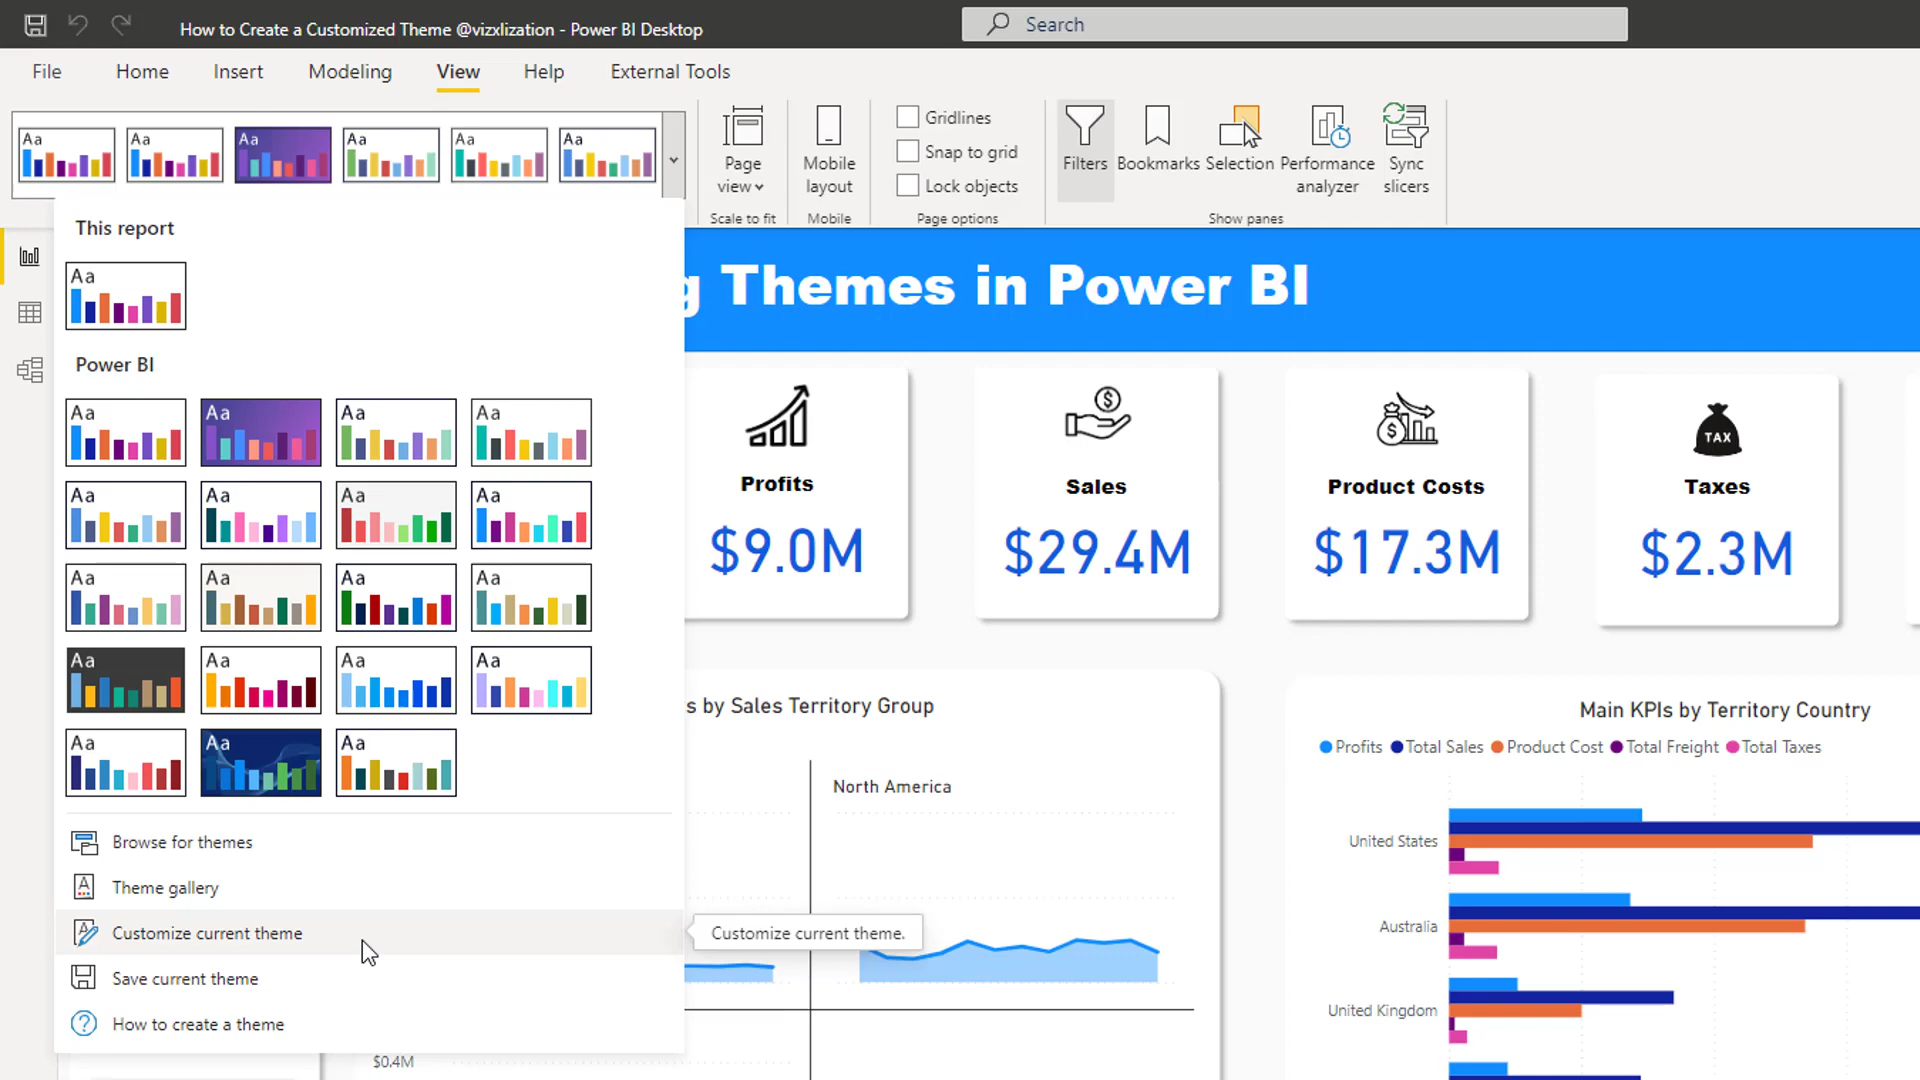 How to Create a Customized Theme @vizxlization - Power BI Desktop
Search
File Home Insert Modeling View Help External Tools
Aa Aa Aa Aa Aa Aa
Page view
Scale to fit
Mobile layout
Mobile
Gridlines
Snap to grid
Lock objects
Page options
Filters
Bookmarks
Selection
Performance analyzer
Sync slicers
Show panes
This report
Aa
Power BI
Aa Aa Aa Aa
Aa Aa Aa Aa
Aa Aa Aa Aa
Aa Aa Aa Aa
Aa Aa Aa
Browse for themes
Theme gallery
Customize current theme
Save current theme
How to create a theme
Customize current theme.
g Themes in Power BI
Profits
$9.0M
Sales
$29.4M
Product Costs
$17.3M
TAX
Taxes
$2.3M
s by Sales Territory Group
North America
$0.4M
Main KPIs by Territory Country
Profits Total Sales Product Cost Total Freight Total Taxes
United States
Australia
United Kingdom